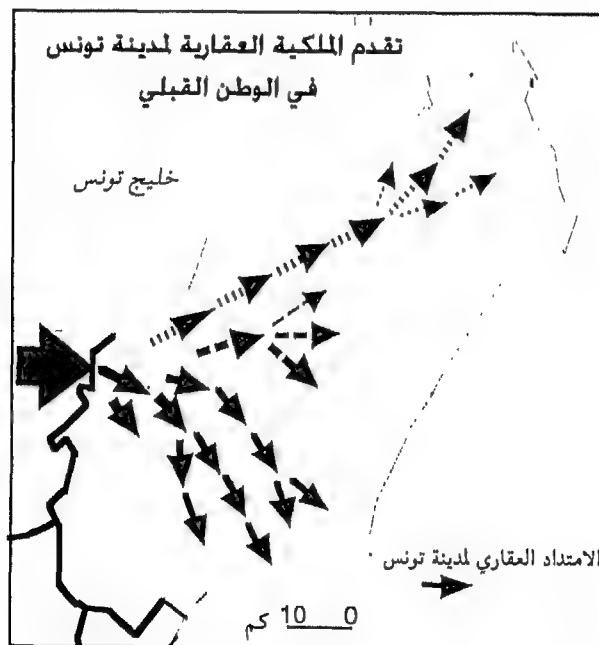 تقدم الملكية العقارية لمدينة تونس
في الوطن القبلي
خليج تونس
الامتداد العقاري لمدينة تونس
كم 10 0